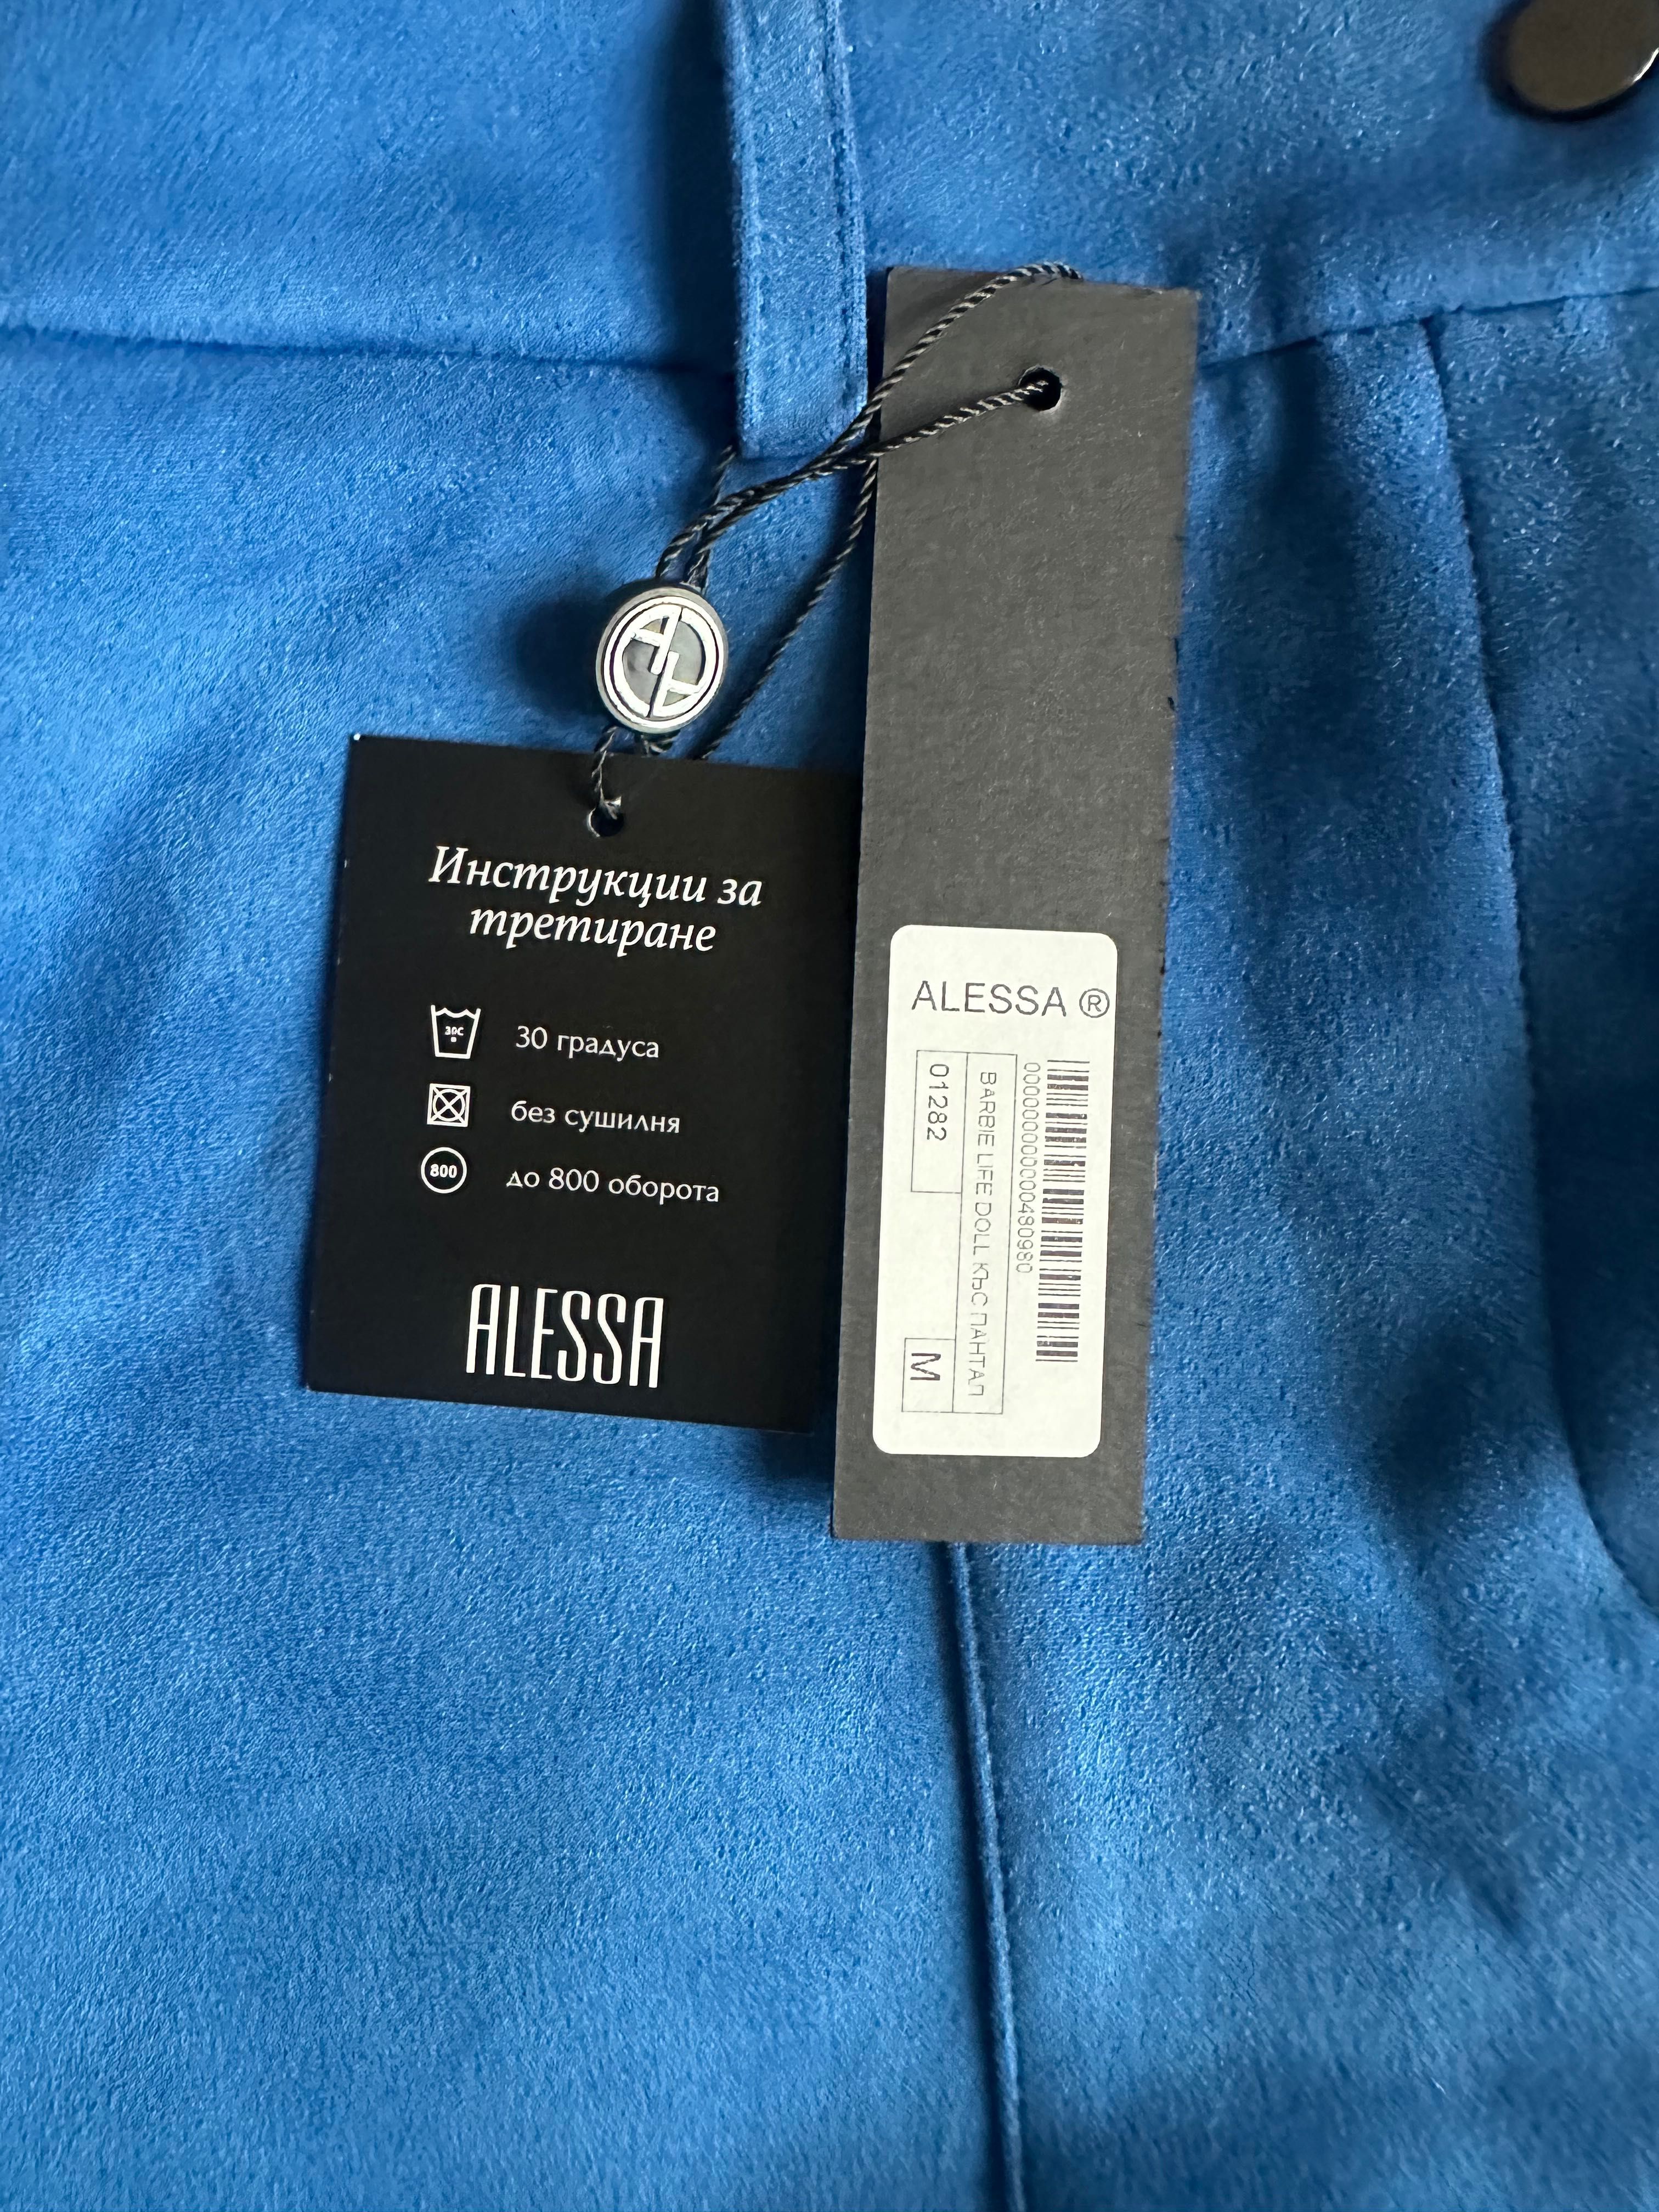 Инструкции за
третиране
30C
30 градуса
без сушилня
800
до 800 оборота
ALESSA
ALESSA ®
0000000000000480980
BARBIE LIFE DOLL КЪС ПАНТАЛ
01282
M